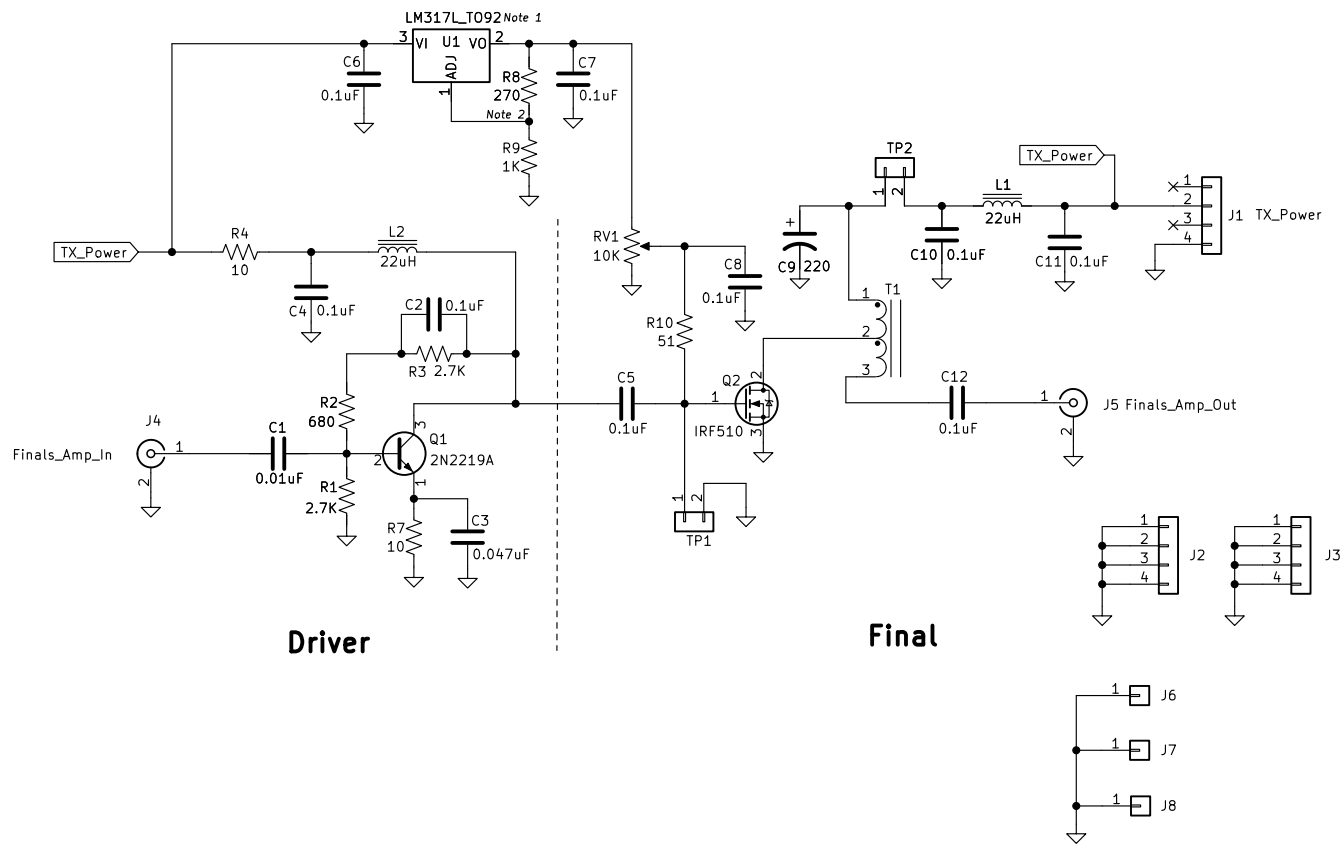 LM317L_TO92 Note 1
3 VI U1 VO 2
ADJ
1
C6
0.1uF
R8
270
C7
0.1uF
Note 2
R9
1K
TP2
1 2
TX_Power
L1
22uH
1
2
3
4
J1 TX_Power
C9 220
+
C10 0.1uF
C11 0.1uF
TX_Power
R4
10
L2
22uH
C4 0.1uF
RV1
10K
C8
0.1uF
C2 0.1uF
R3 2.7K
R10
51
T1
1
2
3
R2
680
C5
0.1uF
Q2
1
2
3
IRF510
C12
0.1uF
1
2
J5 Finals_Amp_Out
J4
Finals_Amp_In
1
2
C1
0.01uF
Q1
2N2219A
3
2
1
R1
2.7K
R7
10
C3
0.047uF
1 2
TP1
1
2
3
4
J2
1
2
3
4
J3
Driver
Final
1 J6
1 J7
1 J8